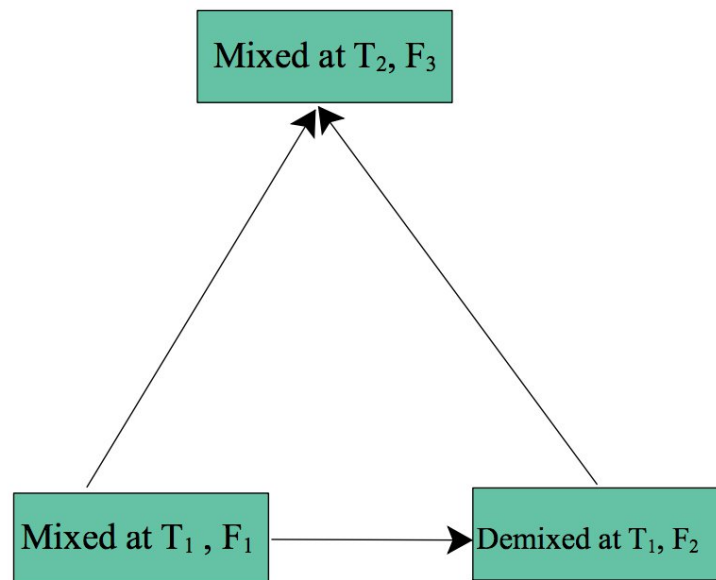 Mixed at T₂, F₃
Mixed at T₁ , F₁
Demixed at T₁, F₂